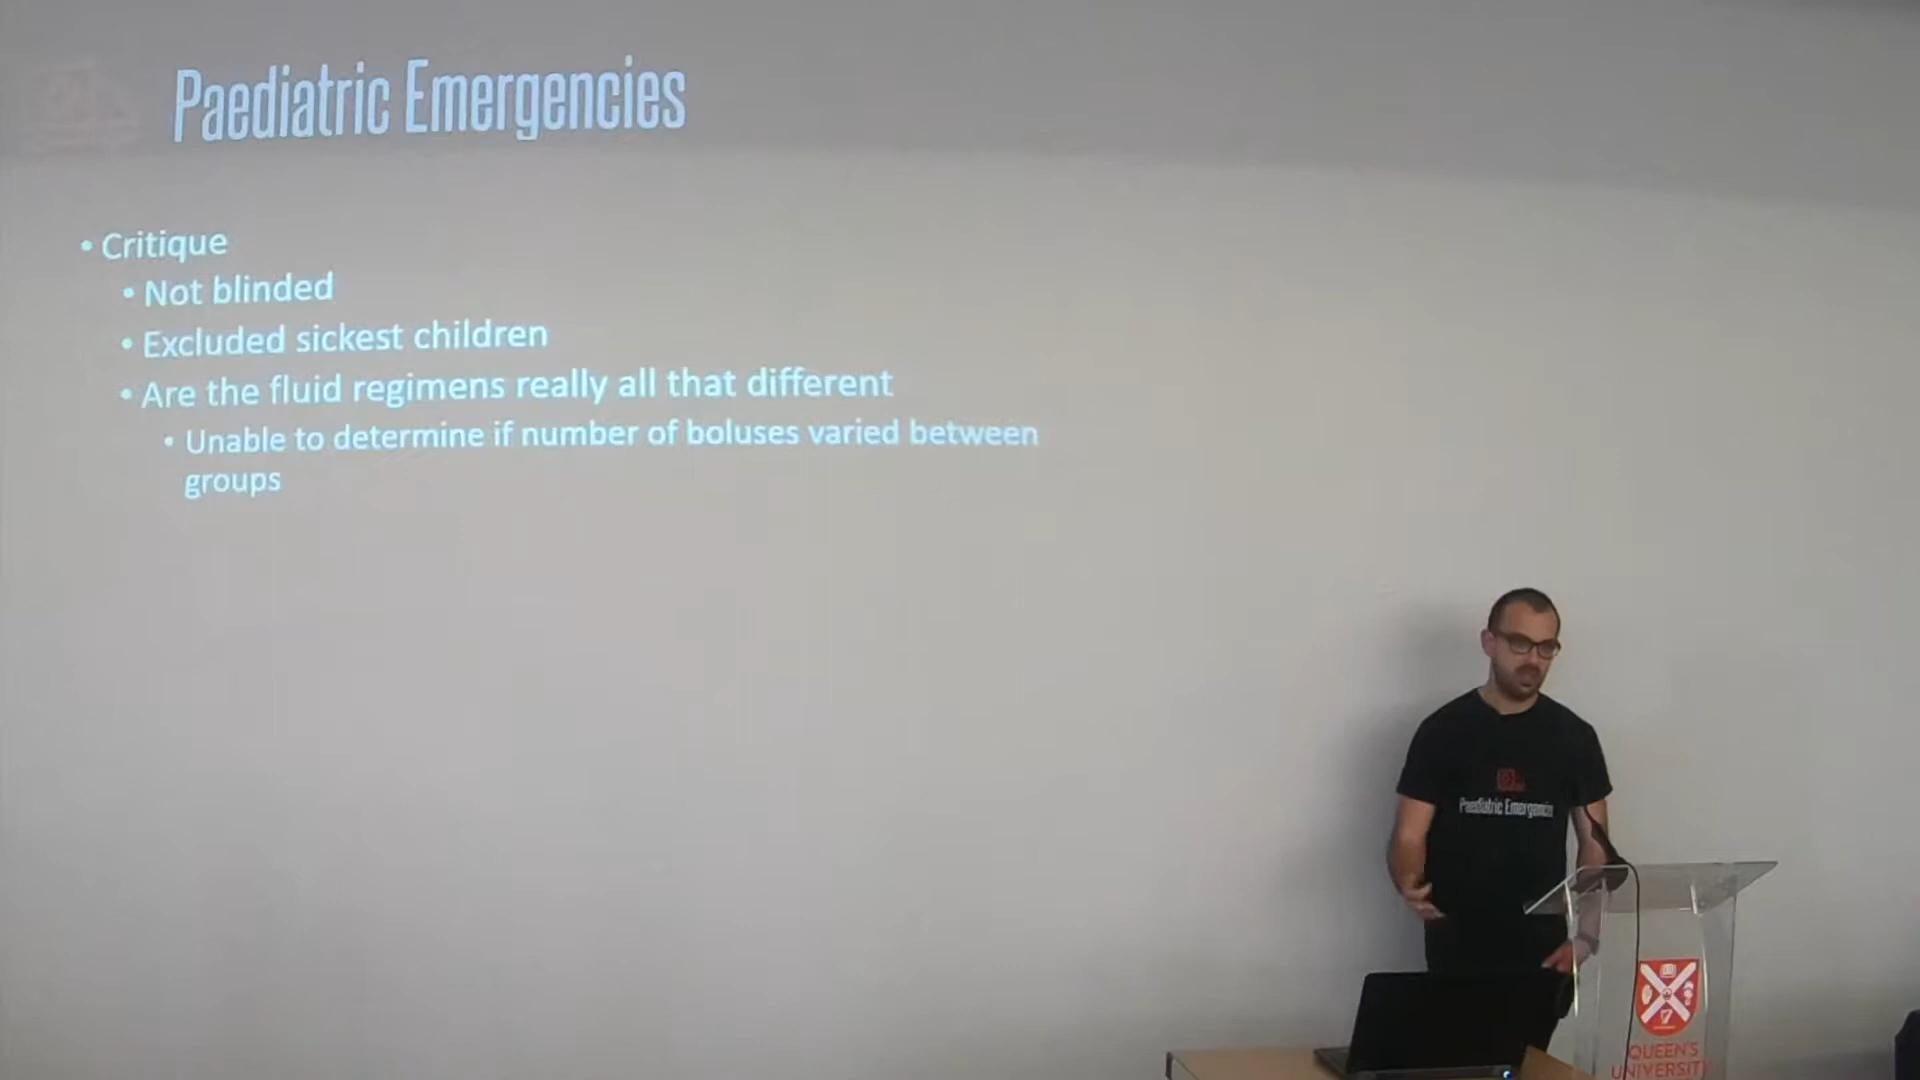 Paediatric Emergencies
• Critique
• Not blinded
• Excluded sickest children
• Are the fluid regimens really all that different
• Unable to determine if number of boluses varied between
groups
Paediatric Emergencies
QUEEN'S
UNIVERSITY